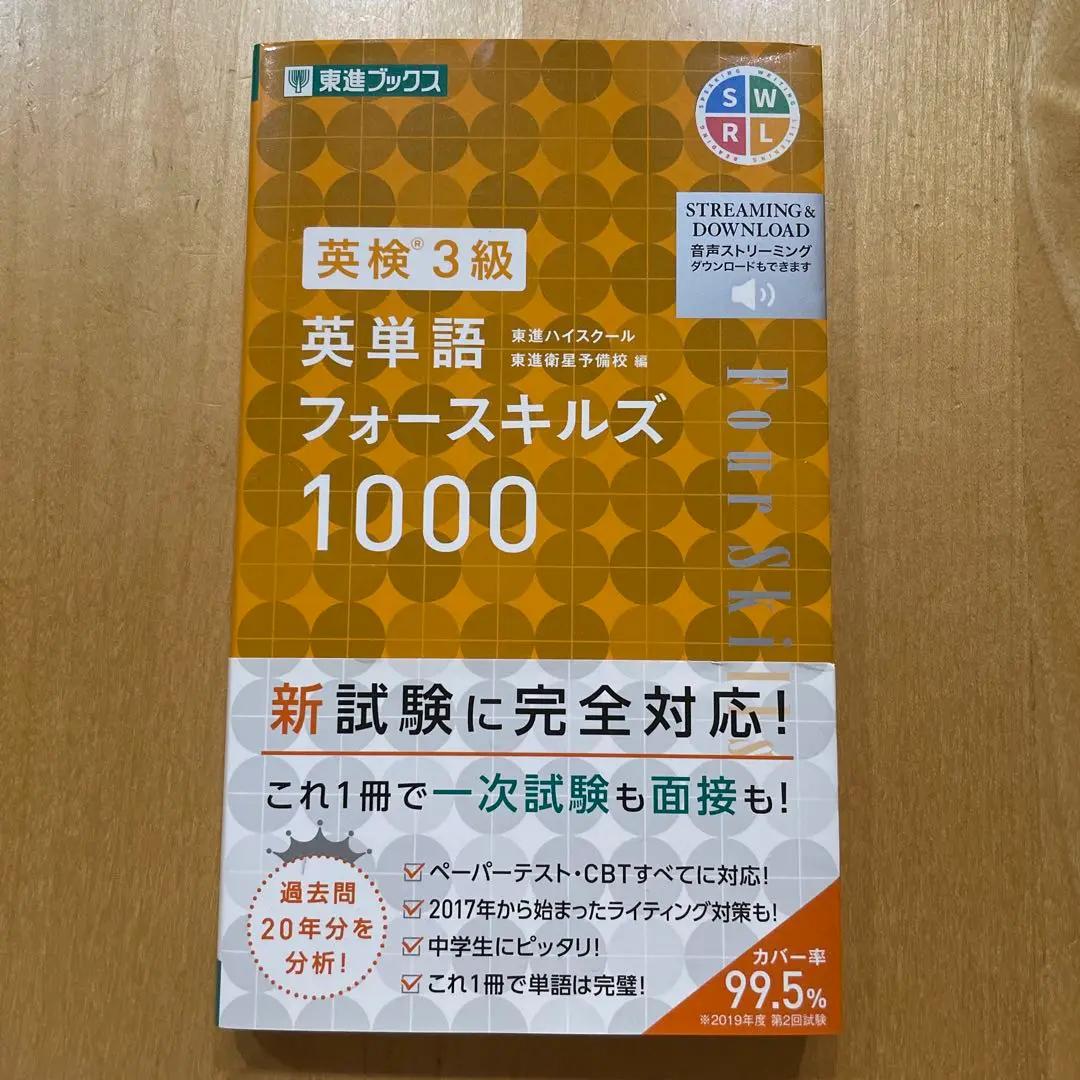 東進ブックス
SPEAKING WRITING LISTENING READING
S W
R L
STREAMING &
DOWNLOAD
音声ストリーミング
ダウンロードもできます
英検®3級
英単語
東進ハイスクール
東進衛星予備校 編
フォースキルズ
1000
Four Skills
新試験に完全対応!
これ1冊で一次試験も面接も!
過去問
20年分を
分析!
ペーパーテスト・CBTすべてに対応!
2017年から始まったライティング対策も!
中学生にピッタリ!
これ1冊で単語は完璧!
カバー率
99.5%
※2019年度 第2回試験